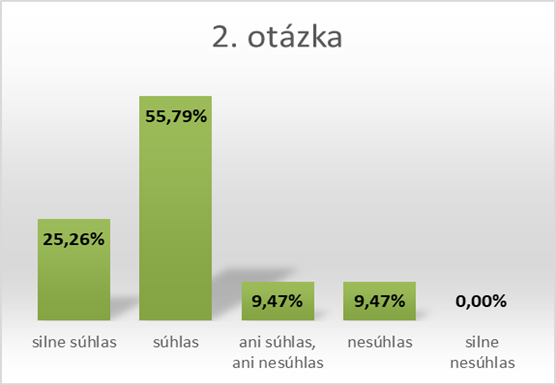 2. otázka
55,79%
25,26%
9,47%
9,47%
0,00%
silne súhlas
súhlas
ani súhlas,
ani nesúhlas
nesúhlas
silne
nesúhlas